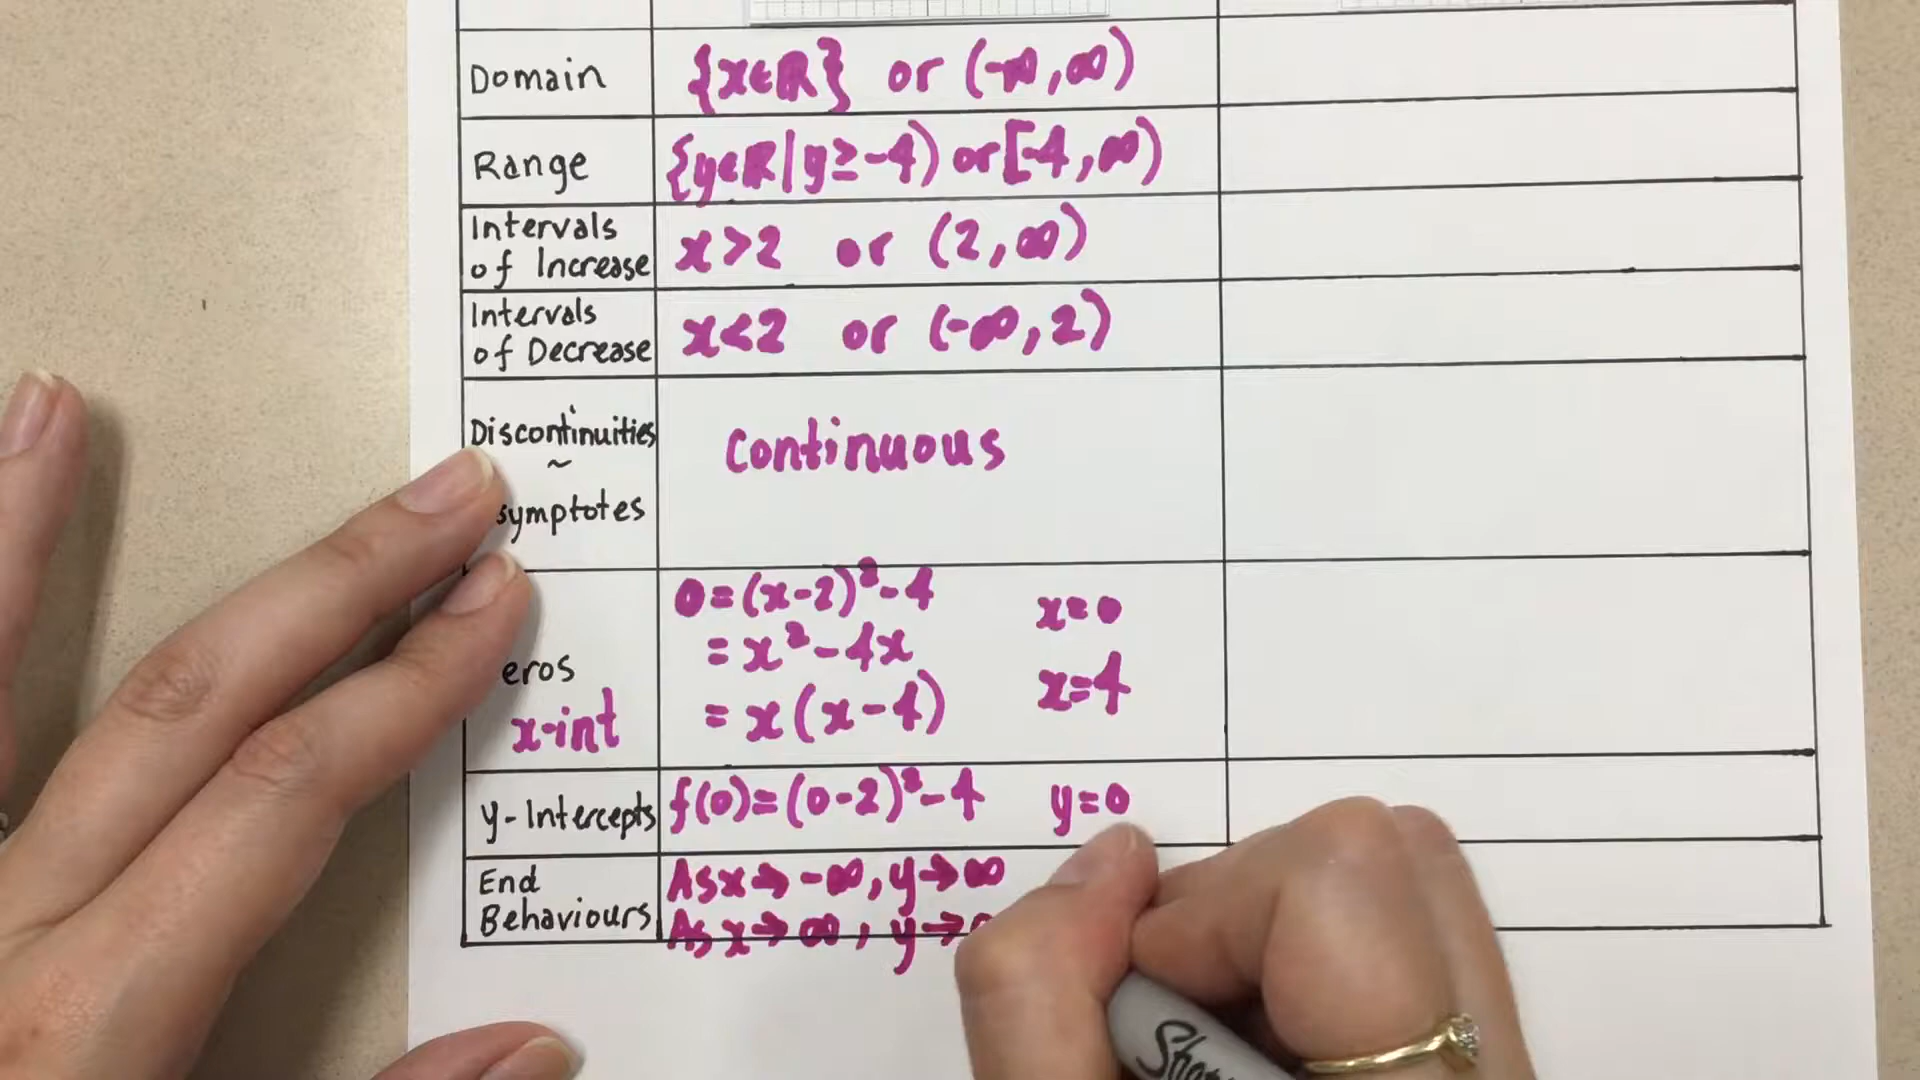 Domain {x∈R} or (-∞,∞)
Range {y∈R|y≥-4) or [-4,∞)
Intervals
of Increase x>2 or (2,∞)
Intervals
of Decrease x<2 or (-∞,2)
Discontinuities
~
symptotes
Continuous
eros
x-int
0=(x-2)²-4
=x²-4x
=x(x-4)
x=0
x=4
y-Intercepts f(0)=(0-2)²-4 y=0
End
Behaviours
As x→-∞, y→∞
As x→∞, y→